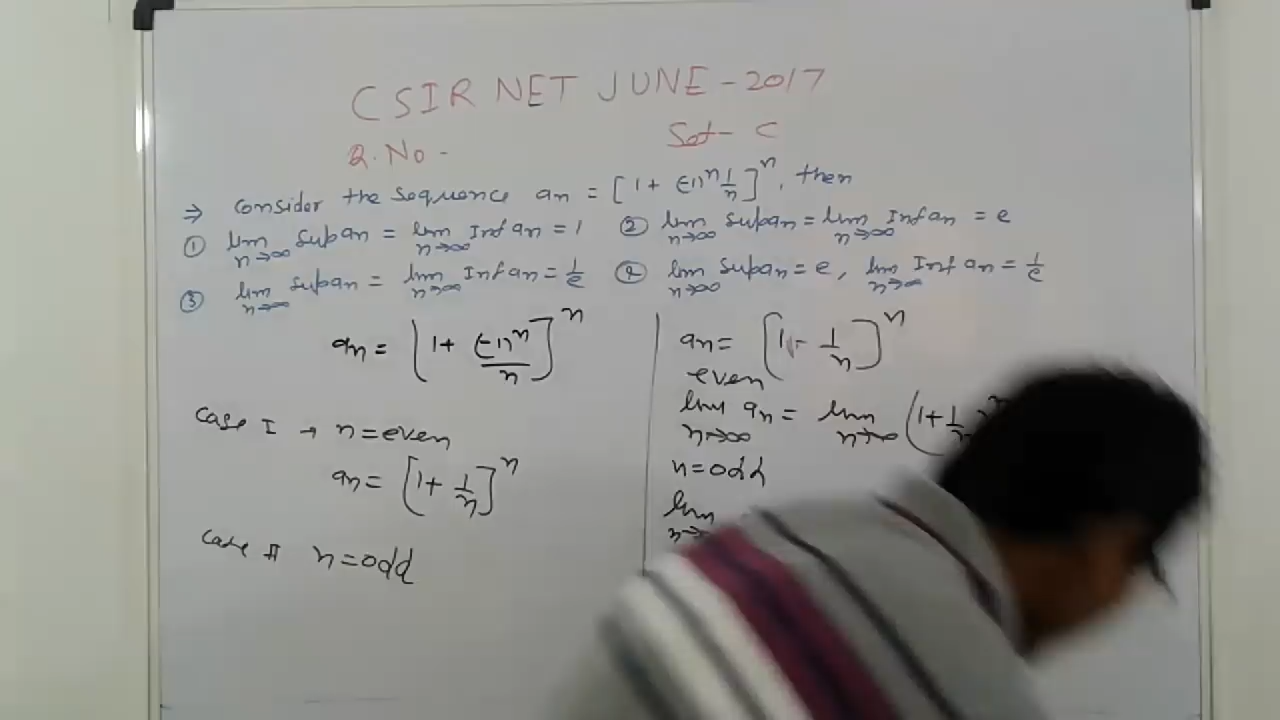 CSIR NET JUNE - 2017
Set - C
Q. No -
⇒ Consider the sequence an = [1 + (-1)^n 1/n]^n, then
① lim n→∞ sup an = lim n→∞ Inf an = 1 ② lim n→∞ sup an = lim n→∞ Inf an = e
③ lim n→∞ sup an = lim n→∞ Inf an = 1/e ④ lim n→∞ sup an = e, lim n→∞ Inf an = 1/e
an = [1 + (-1)^n / n]^n
Case I → n = even
an = [1 + 1/n]^n
Case II n = odd
an = [1 - 1/n]^n
even
lim n→∞ an = lim n→∞ (1 + 1/n)^n
n = odd
lim n→